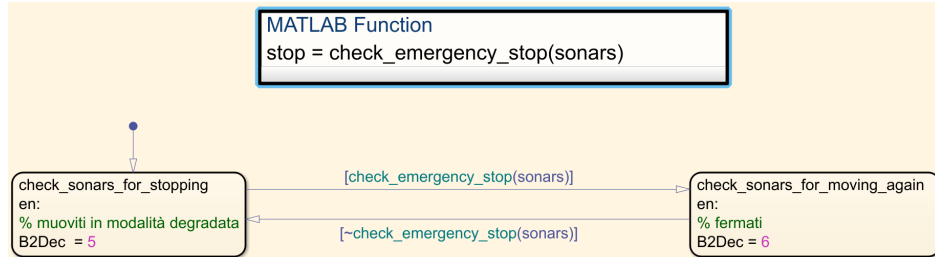 MATLAB Function
stop = check_emergency_stop(sonars)
[check_emergency_stop(sonars)]
check_sonars_for_stopping
en:
% muoviti in modalità degradata
B2Dec = 5
check_sonars_for_moving_again
en:
% fermati
B2Dec = 6
[~check_emergency_stop(sonars)]